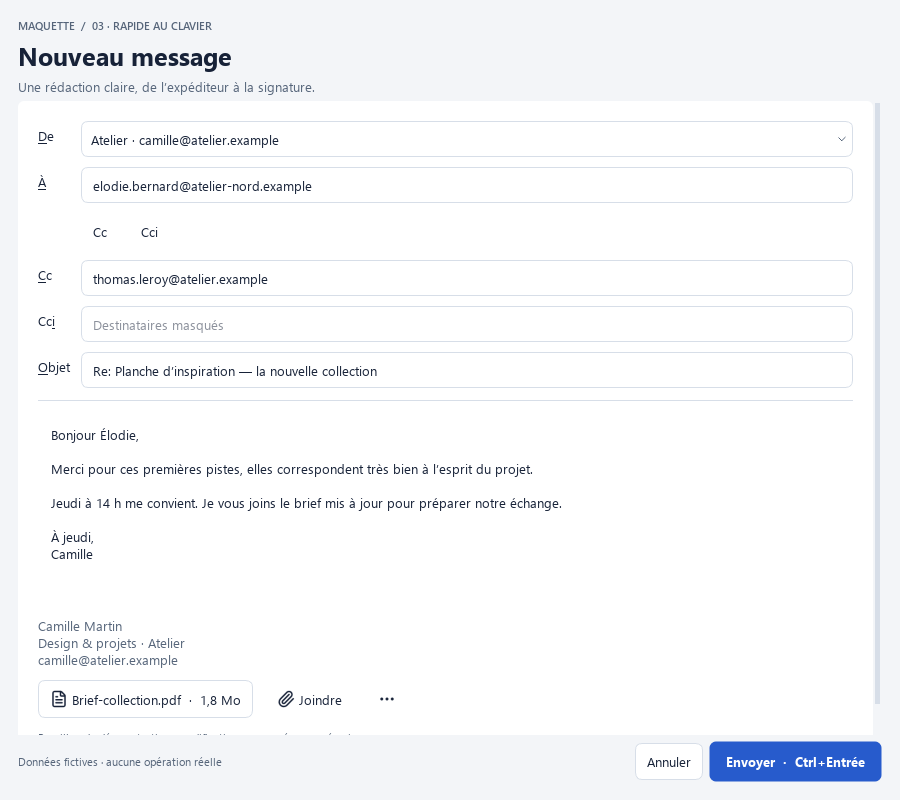 MAQUETTE / 03 · RAPIDE AU CLAVIER
Nouveau message
Une rédaction claire, de l'expéditeur à la signature.
De
Atelier · camille@atelier.example
À
elodie.bernard@atelier-nord.example
Cc Cci
Cc
thomas.leroy@atelier.example
Cci
Destinataires masqués
Objet
Re: Planche d'inspiration — la nouvelle collection
Bonjour Élodie,
Merci pour ces premières pistes, elles correspondent très bien à l'esprit du projet.
Jeudi à 14 h me convient. Je vous joins le brief mis à jour pour préparer notre échange.
À jeudi,
Camille
Camille Martin
Design & projets · Atelier
camille@atelier.example
Brief-collection.pdf · 1,8 Mo
Joindre
Données fictives · aucune opération réelle
Annuler
Envoyer · Ctrl+Entrée